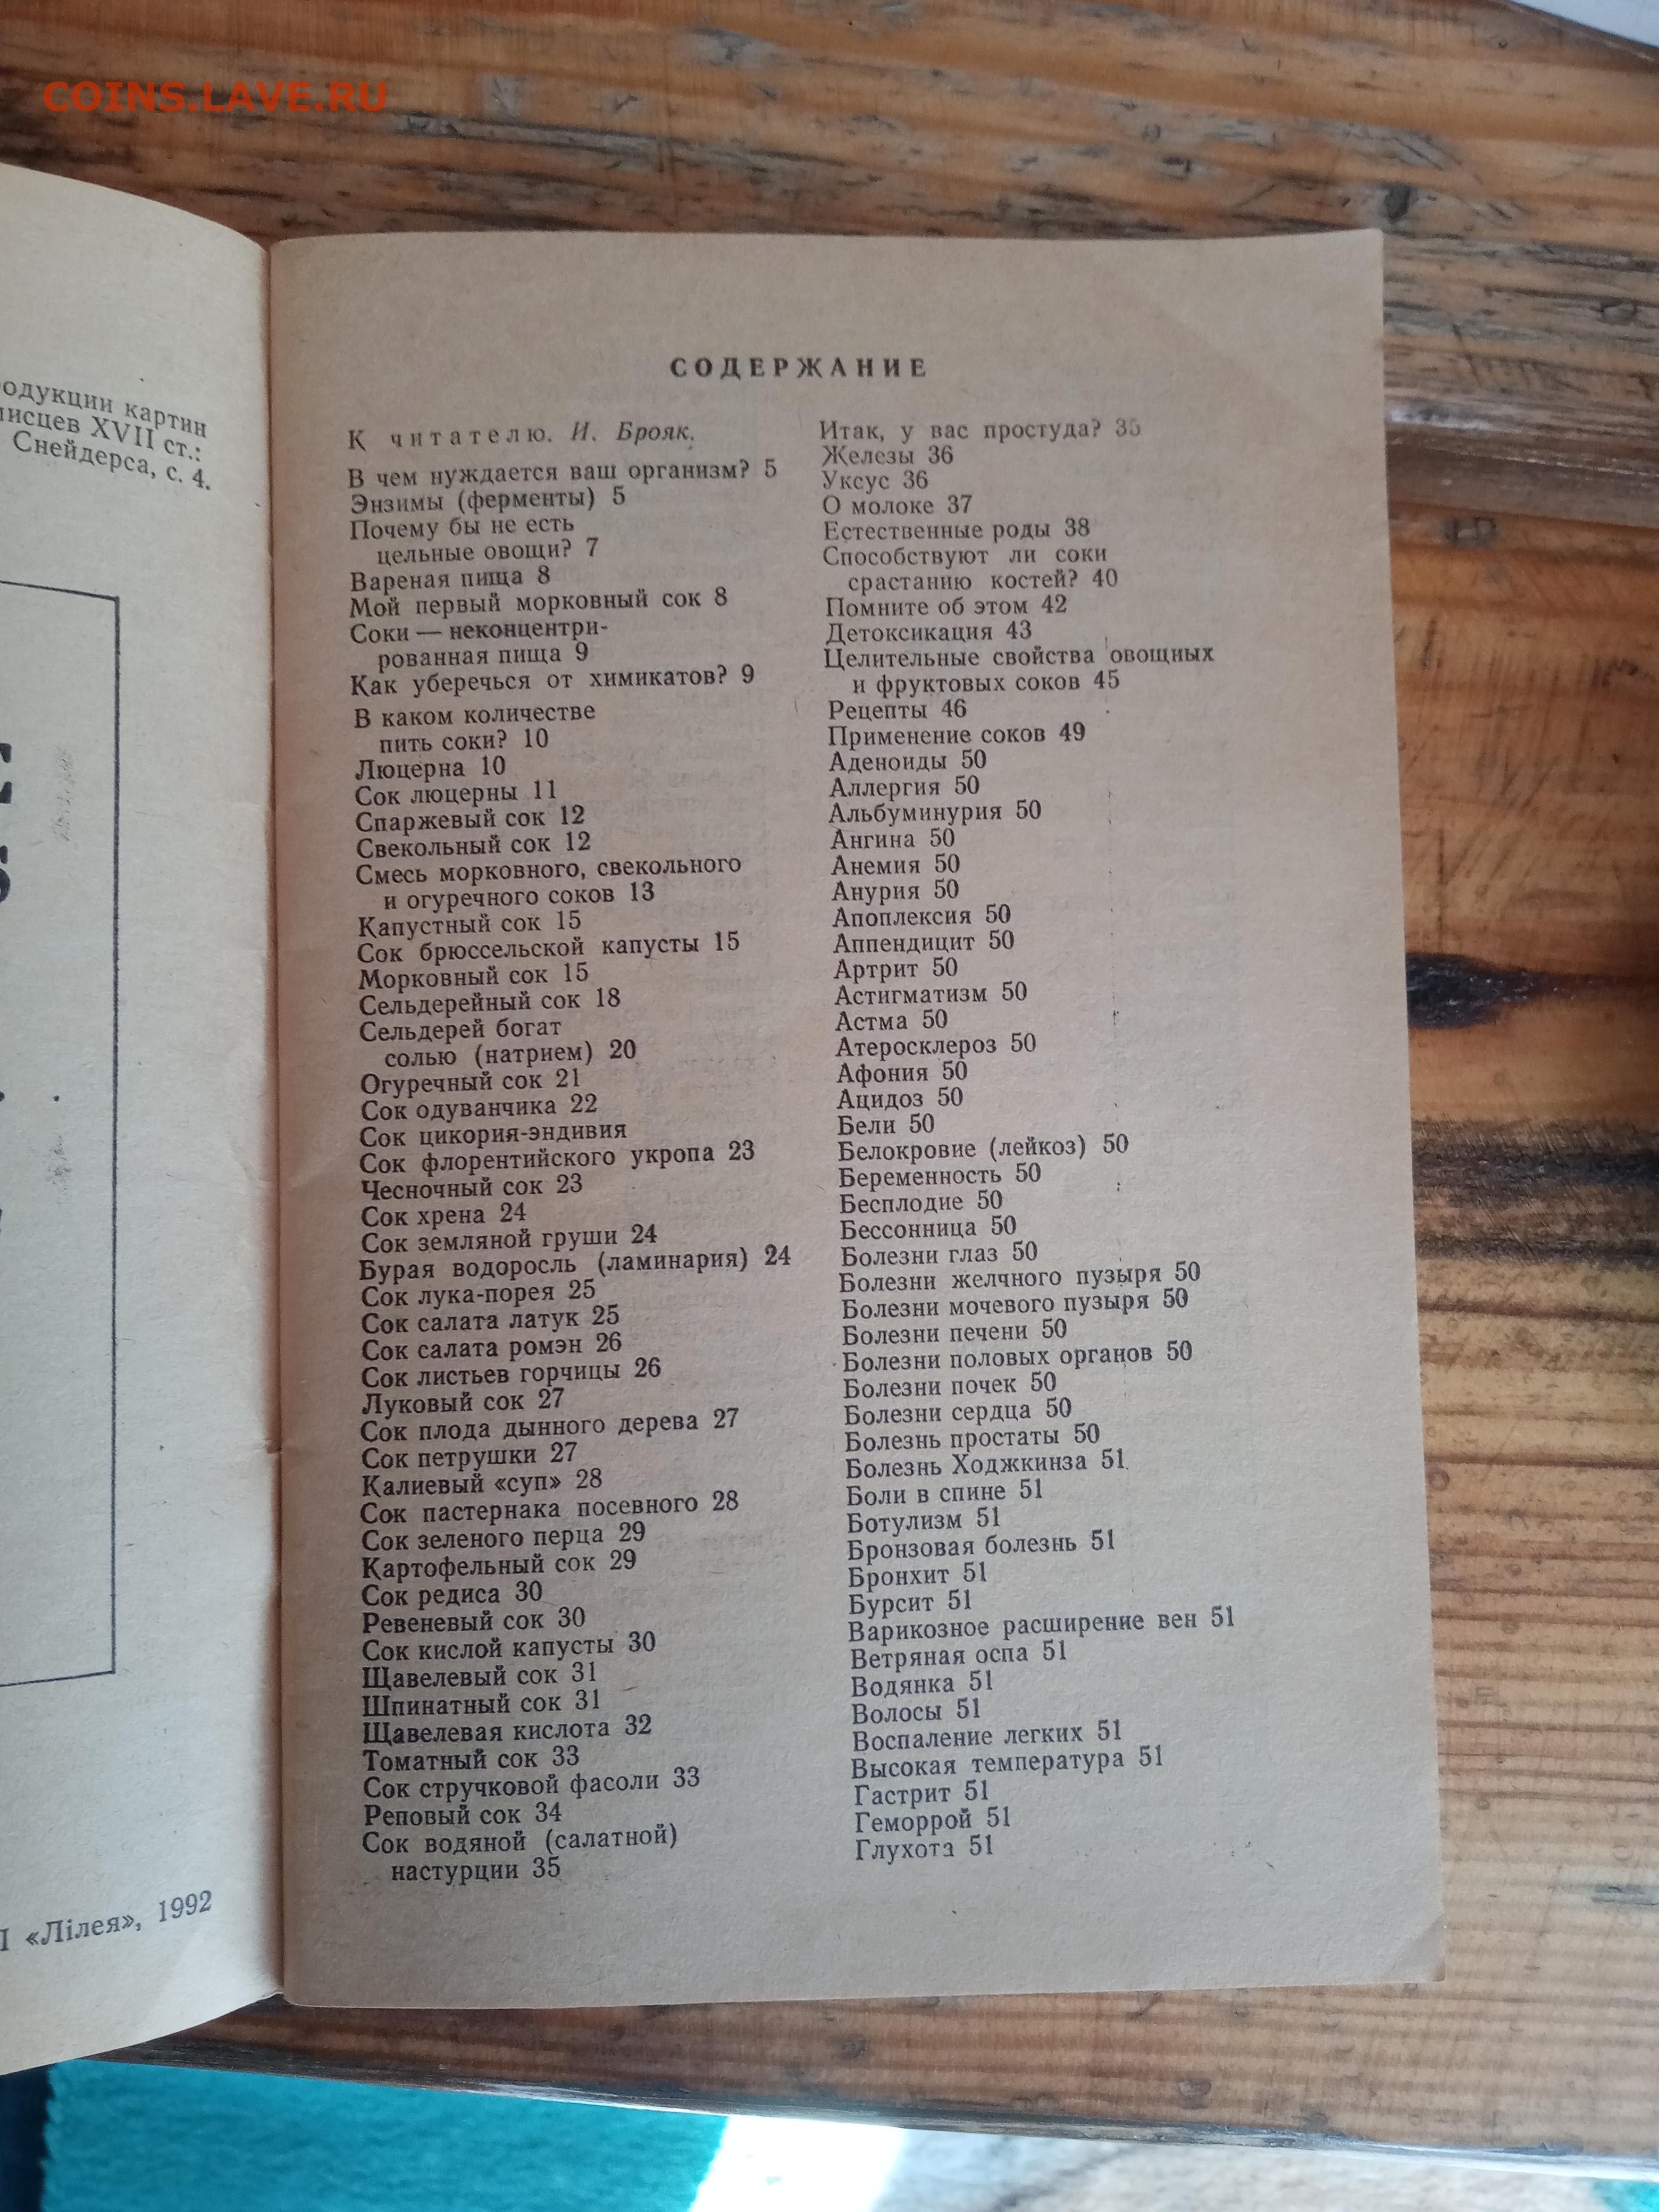 COINS.LAVE.RU
одукции картин
исцев XVII ст.:
Снейдерса, с. 4.
«Лілея», 1992
СОДЕРЖАНИЕ
К читателю. И. Брояк.
В чем нуждается ваш организм? 5
Энзимы (ферменты) 5
Почему бы не есть
цельные овощи? 7
Вареная пища 8
Мой первый морковный сок 8
Соки — неконцентри-
рованная пища 9
Как уберечься от химикатов? 9
В каком количестве
пить соки? 10
Люцерна 10
Сок люцерны 11
Спаржевый сок 12
Свекольный сок 12
Смесь морковного, свекольного
и огуречного соков 13
Капустный сок 15
Сок брюссельской капусты 15
Морковный сок 15
Сельдерейный сок 18
Сельдерей богат
солью (натрием) 20
Огуречный сок 21
Сок одуванчика 22
Сок цикория-эндивия
Сок флорентийского укропа 23
Чесночный сок 23
Сок хрена 24
Сок земляной груши 24
Бурая водоросль (ламинария) 24
Сок лука-порея 25
Сок салата латук 25
Сок салата ромэн 26
Сок листьев горчицы 26
Луковый сок 27
Сок плода дынного дерева 27
Сок петрушки 27
Калиевый «суп» 28
Сок пастернака посевного 28
Сок зеленого перца 29
Картофельный сок 29
Сок редиса 30
Ревеневый сок 30
Сок кислой капусты 30
Щавелевый сок 31
Шпинатный сок 31
Щавелевая кислота 32
Томатный сок 33
Сок стручковой фасоли 33
Реповый сок 34
Сок водяной (салатной)
настурции 35
Итак, у вас простуда? 35
Железы 36
Уксус 36
О молоке 37
Естественные роды 38
Способствуют ли соки
срастанию костей? 40
Помните об этом 42
Детоксикация 43
Целительные свойства овощных
и фруктовых соков 45
Рецепты 46
Применение соков 49
Аденоиды 50
Аллергия 50
Альбуминурия 50
Ангина 50
Анемия 50
Анурия 50
Апоплексия 50
Аппендицит 50
Артрит 50
Астигматизм 50
Астма 50
Атеросклероз 50
Афония 50
Ацидоз 50
Бели 50
Белокровие (лейкоз) 50
Беременность 50
Бесплодие 50
Бессонница 50
Болезни глаз 50
Болезни желчного пузыря 50
Болезни мочевого пузыря 50
Болезни печени 50
Болезни половых органов 50
Болезни почек 50
Болезни сердца 50
Болезнь простаты 50
Болезнь Ходжкинза 51
Боли в спине 51
Ботулизм 51
Бронзовая болезнь 51
Бронхит 51
Бурсит 51
Варикозное расширение вен 51
Ветряная оспа 51
Водянка 51
Волосы 51
Воспаление легких 51
Высокая температура 51
Гастрит 51
Геморрой 51
Глухота 51